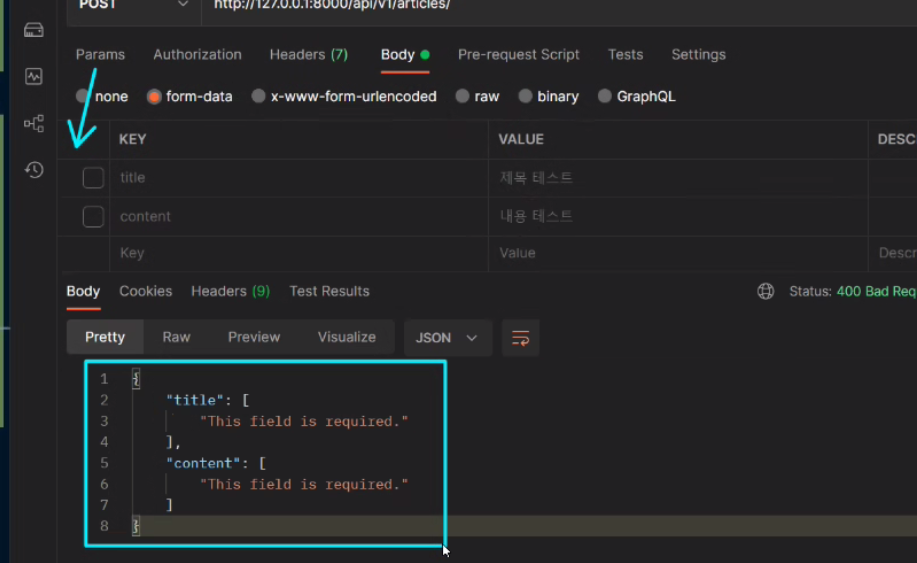 POST http://127.0.0.1:8000/api/v1/articles/
Params Authorization Headers (7) Body Pre-request Script Tests Settings
none form-data x-www-form-urlencoded raw binary GraphQL
KEY VALUE DESC
title 제목 테스트
content 내용 테스트
Key Value Descr
Body Cookies Headers (9) Test Results Status: 400 Bad Req
Pretty Raw Preview Visualize JSON
1 {
2 "title": [
3 "This field is required."
4 ],
5 "content": [
6 "This field is required."
7 ]
8 }